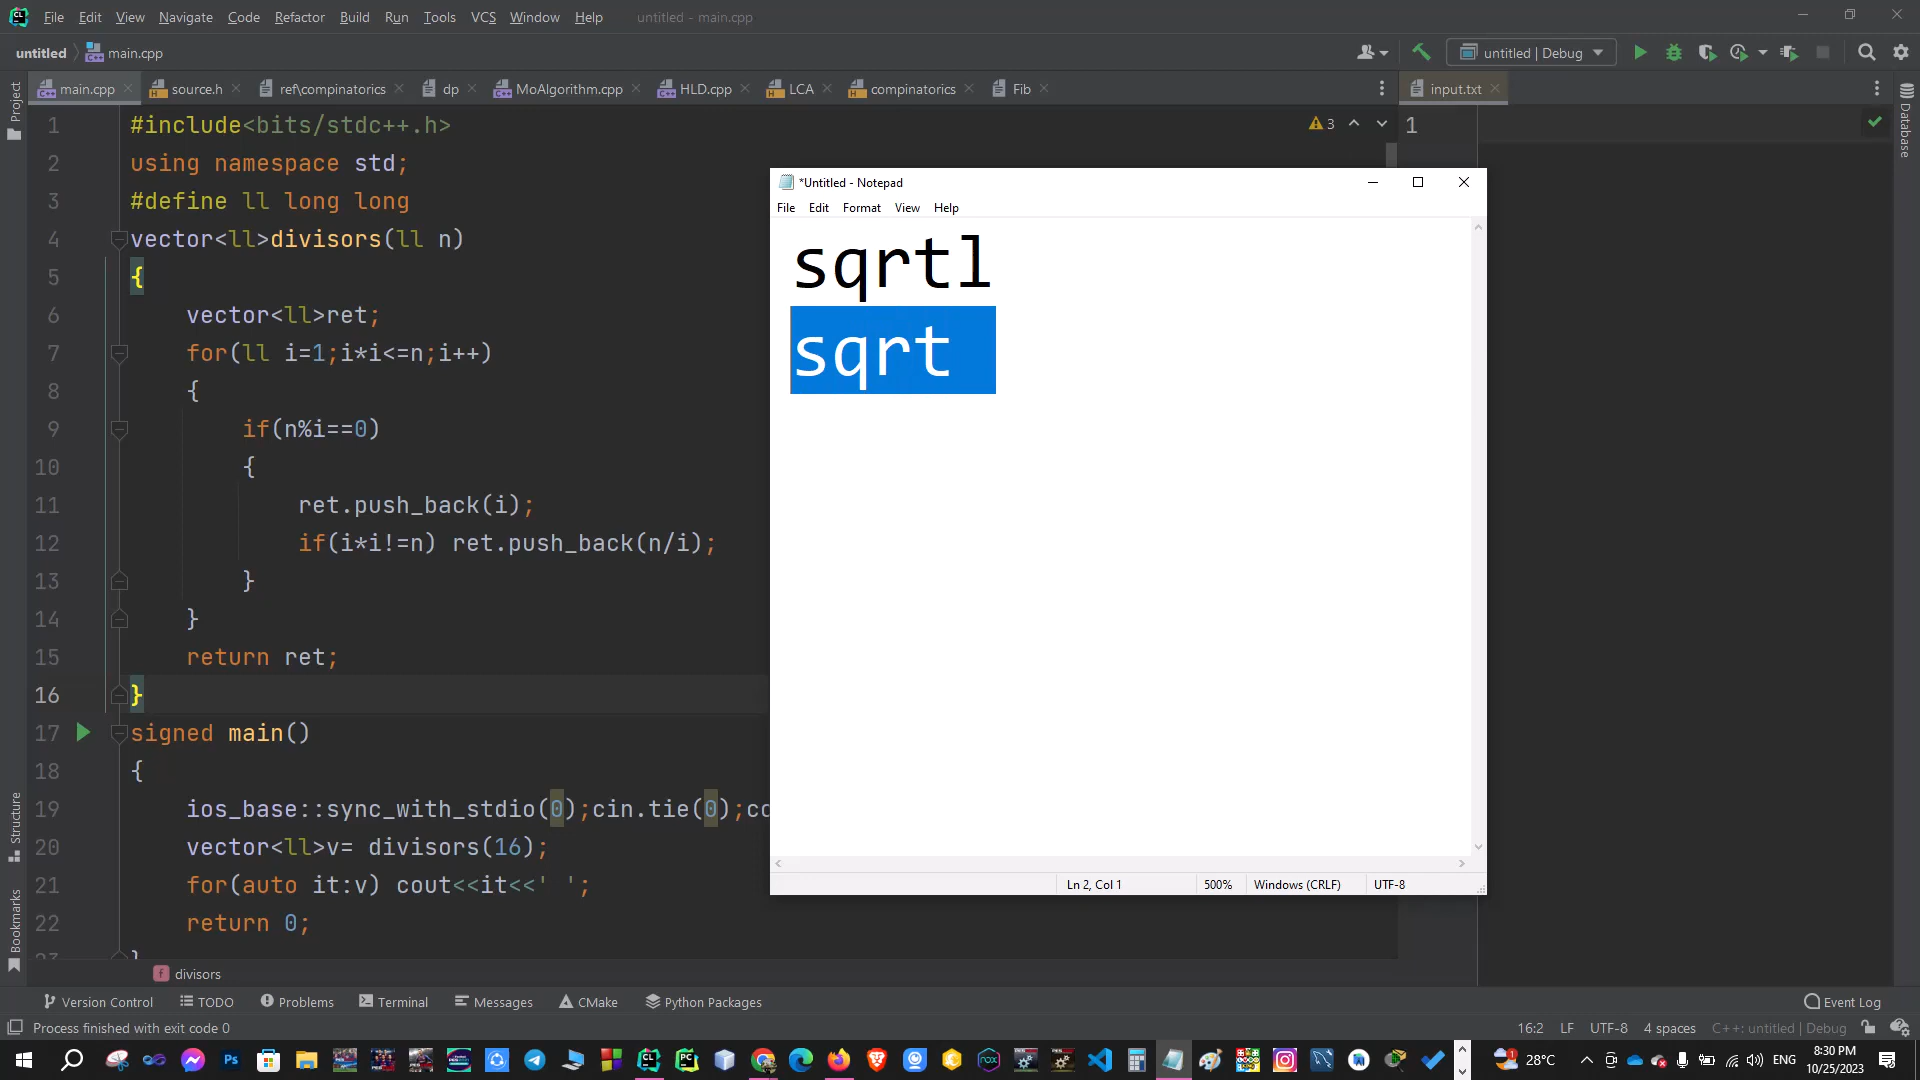 File Edit View Navigate Code Refactor Build Run Tools VCS Window Help untitled - main.cpp
untitled main.cpp untitled | Debug
main.cpp source.h ref\compinatorics dp MoAlgorithm.cpp HLD.cpp LCA compinatorics Fib input.txt
Project
Database
3
1
1 #include<bits/stdc++.h>
2 using namespace std;
3 #define ll long long
4 vector<ll>divisors(ll n)
5 {
6 vector<ll>ret;
7 for(ll i=1;i*i<=n;i++)
8 {
9 if(n%i==0)
10 {
11 ret.push_back(i);
12 if(i*i!=n) ret.push_back(n/i);
13 }
14 }
15 return ret;
16 }
17 signed main()
18 {
19 ios_base::sync_with_stdio(0);cin.tie(0);co
20 vector<ll>v= divisors(16);
21 for(auto it:v) cout<<it<<' ';
22 return 0;
23 }
*Untitled - Notepad
File Edit Format View Help
sqrtl
sqrt
Ln 2, Col 1 500% Windows (CRLF) UTF-8
Structure
Bookmarks
f divisors
Version Control TODO Problems Terminal Messages CMake Python Packages Event Log
Process finished with exit code 0 16:2 LF UTF-8 4 spaces C++: untitled | Debug
28°C ENG 8:30 PM
10/25/2023